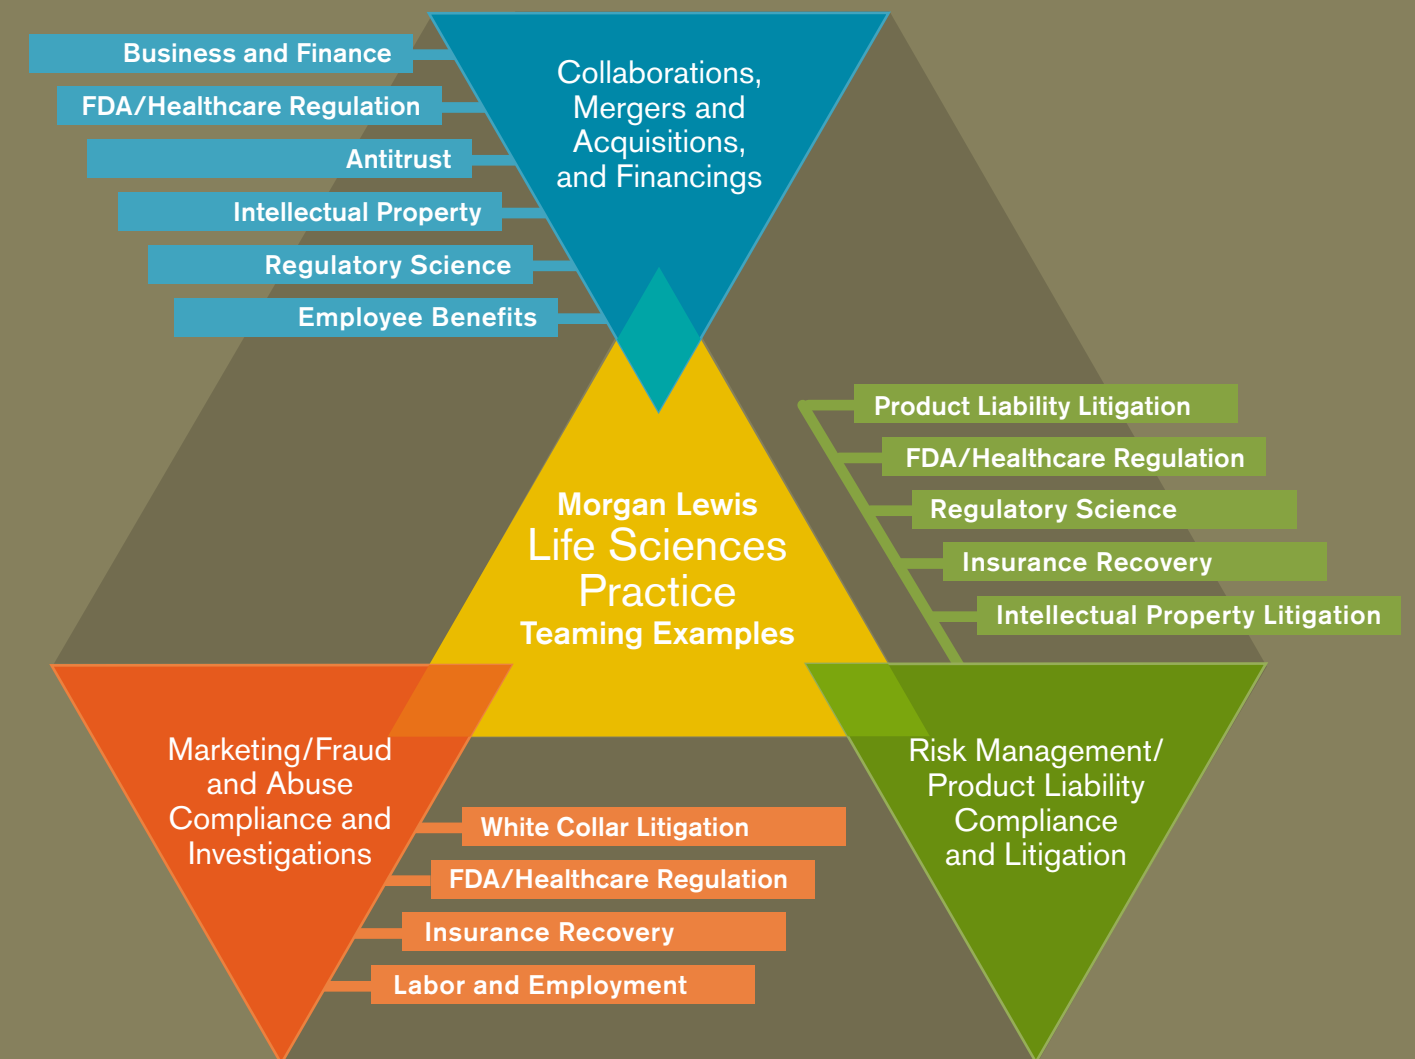 Business and Finance
FDA/Healthcare Regulation
Antitrust
Intellectual Property
Regulatory Science
Employee Benefits
Collaborations,
Mergers and
Acquisitions,
and Financings
Product Liability Litigation
FDA/Healthcare Regulation
Regulatory Science
Insurance Recovery
Intellectual Property Litigation
Morgan Lewis
Life Sciences
Practice
Teaming Examples
Marketing/Fraud
and Abuse
Compliance and
Investigations
White Collar Litigation
FDA/Healthcare Regulation
Insurance Recovery
Labor and Employment
Risk Management/
Product Liability
Compliance
and Litigation